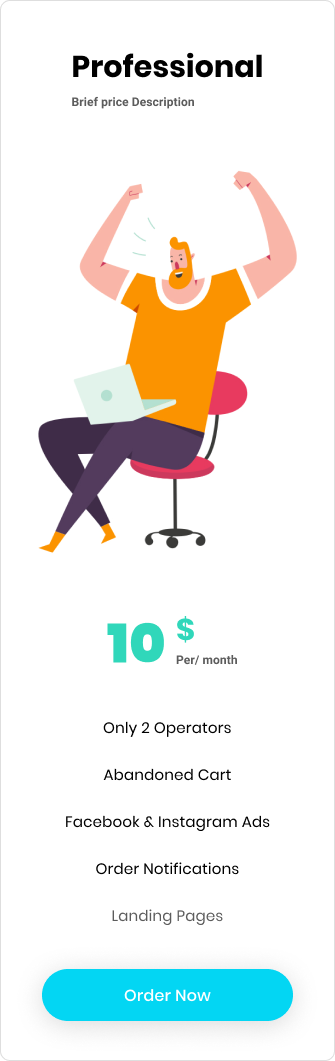 Professional
Brief price Description
10 $
Per/ month
Only 2 Operators
Abandoned Cart
Facebook & Instagram Ads
Order Notifications
Landing Pages
Order Now